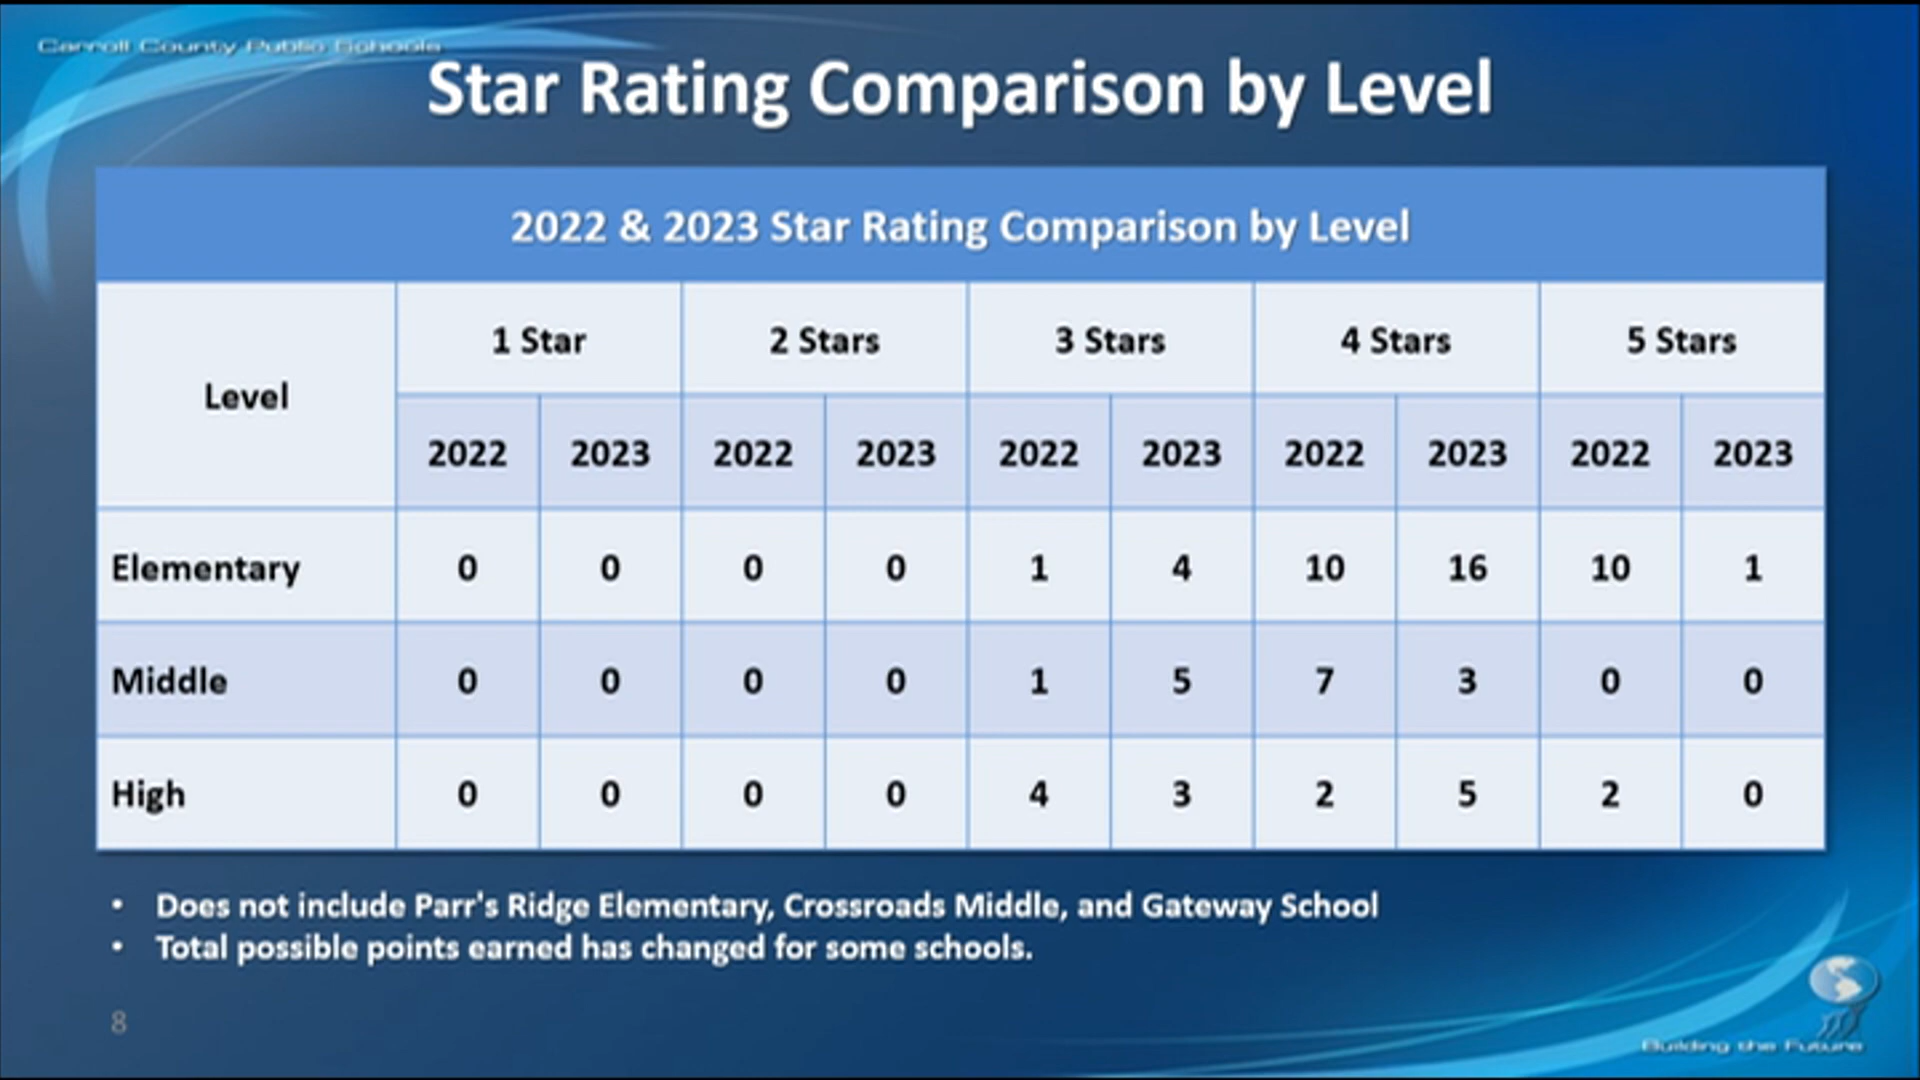 Carroll County Public Schools
Star Rating Comparison by Level
2022 & 2023 Star Rating Comparison by Level
Level 1 Star 2 Stars 3 Stars 4 Stars 5 Stars
2022 2023 2022 2023 2022 2023 2022 2023 2022 2023
Elementary 0 0 0 0 1 4 10 16 10 1
Middle 0 0 0 0 1 5 7 3 0 0
High 0 0 0 0 4 3 2 5 2 0
• Does not include Parr's Ridge Elementary, Crossroads Middle, and Gateway School
• Total possible points earned has changed for some schools.
8
Building the Future